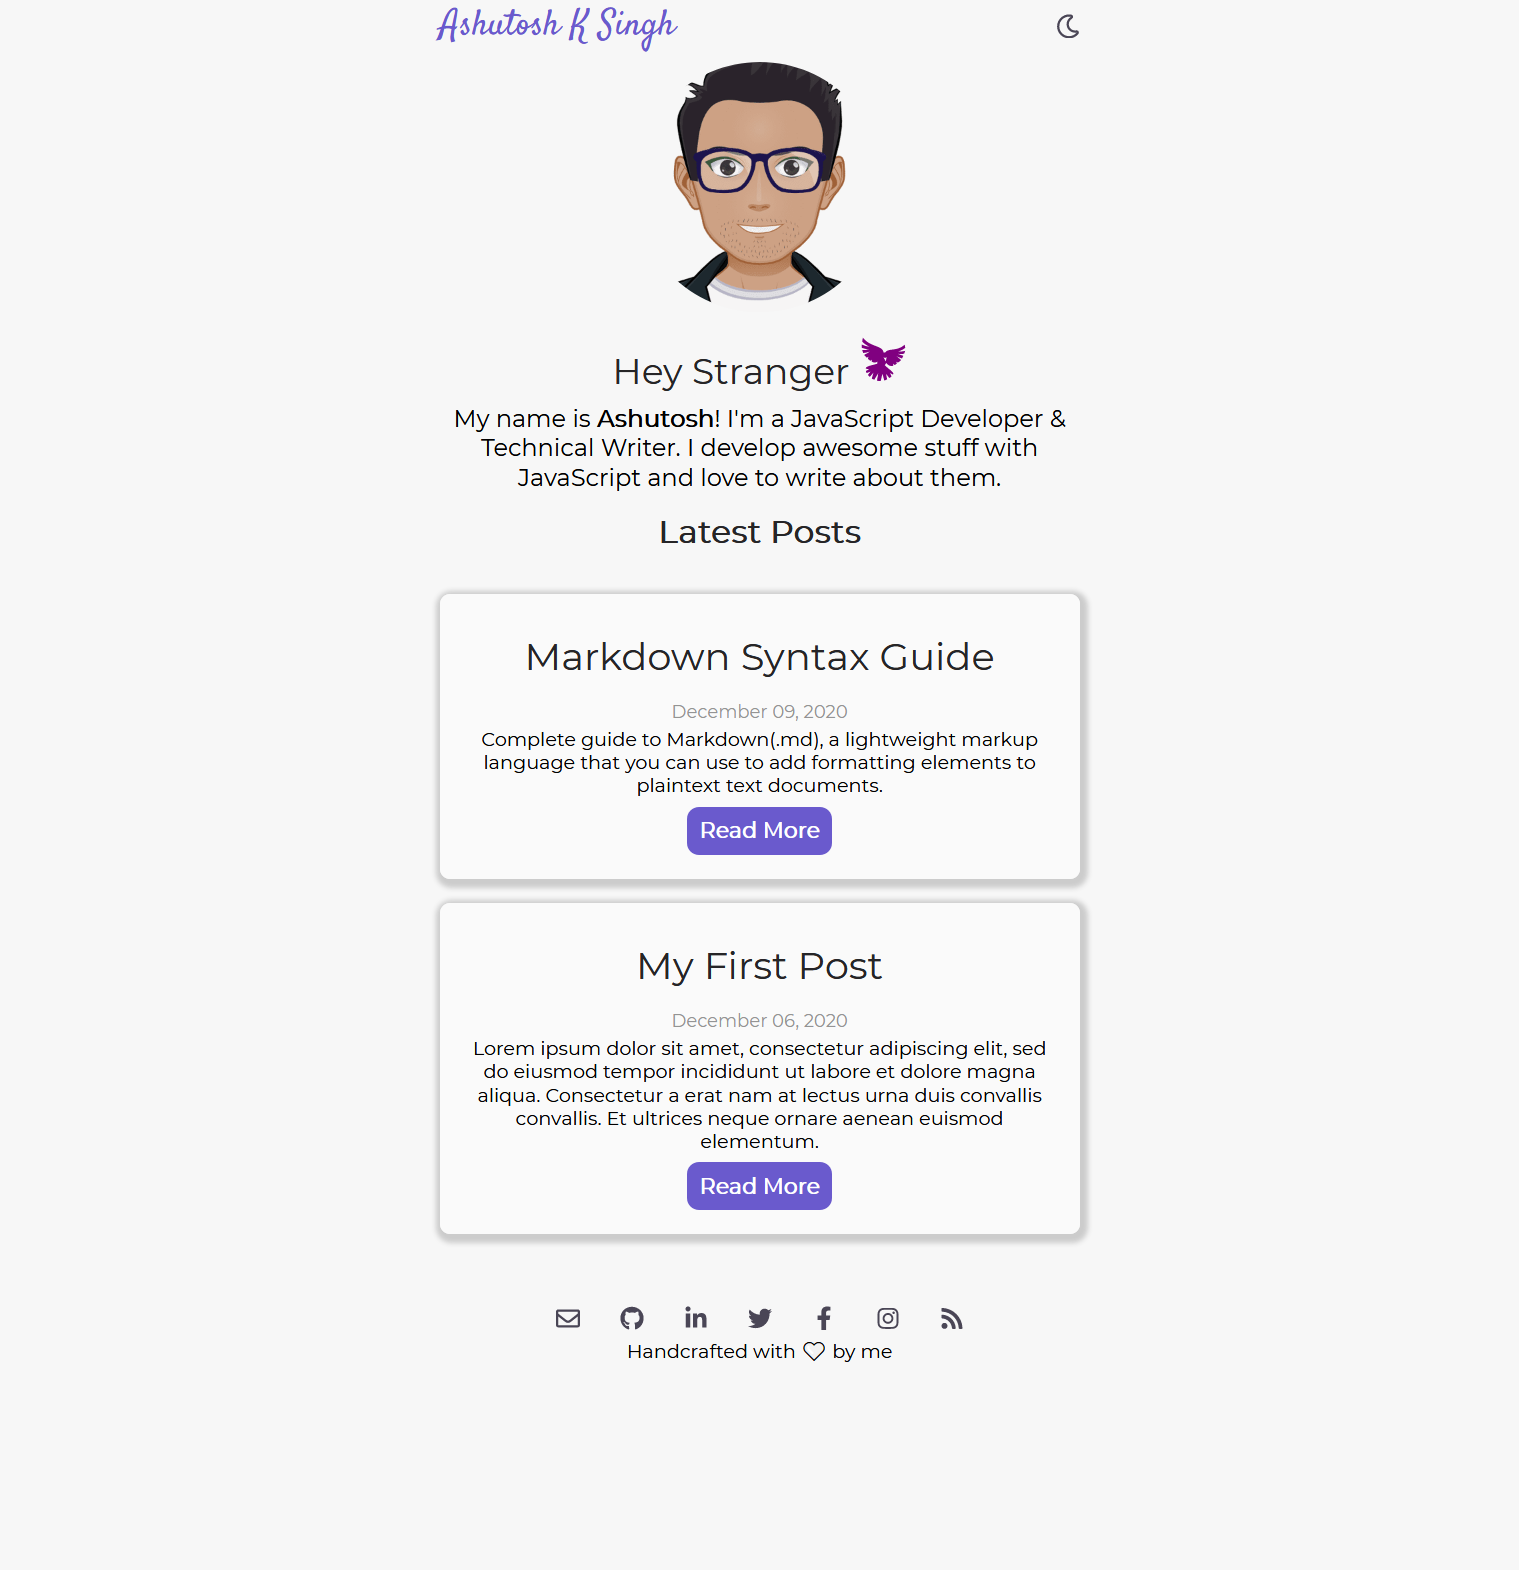 Ashutosh K Singh
Hey Stranger
My name is Ashutosh! I'm a JavaScript Developer &
Technical Writer. I develop awesome stuff with
JavaScript and love to write about them.
Latest Posts
Markdown Syntax Guide
December 09, 2020
Complete guide to Markdown(.md), a lightweight markup
language that you can use to add formatting elements to
plaintext text documents.
Read More
My First Post
December 06, 2020
Lorem ipsum dolor sit amet, consectetur adipiscing elit, sed
do eiusmod tempor incididunt ut labore et dolore magna
aliqua. Consectetur a erat nam at lectus urna duis convallis
convallis. Et ultrices neque ornare aenean euismod
elementum.
Read More
Handcrafted with by me